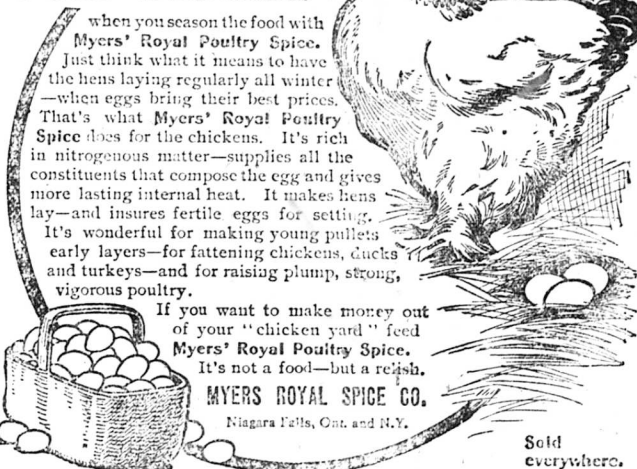 when you season the food with
Myers' Royal Poultry Spice.
Just think what it means to have
the hens laying regularly all winter
—when eggs bring their best prices.
That's what Myers' Royal Poultry
Spice does for the chickens. It's rich
in nitrogenous matter—supplies all the
constituents that compose the egg and gives
more lasting internal heat. It makes hens
lay—and insures fertile eggs for setting.
It's wonderful for making young pullets
early layers—for fattening chickens, ducks
and turkeys—and for raising plump, strong,
vigorous poultry.
If you want to make money out
of your "chicken yard" feed
Myers' Royal Poultry Spice.
It's not a food—but a relish.
MYERS ROYAL SPICE CO.
Niagara Falls, Ont. and N.Y.
Sold
everywhere.